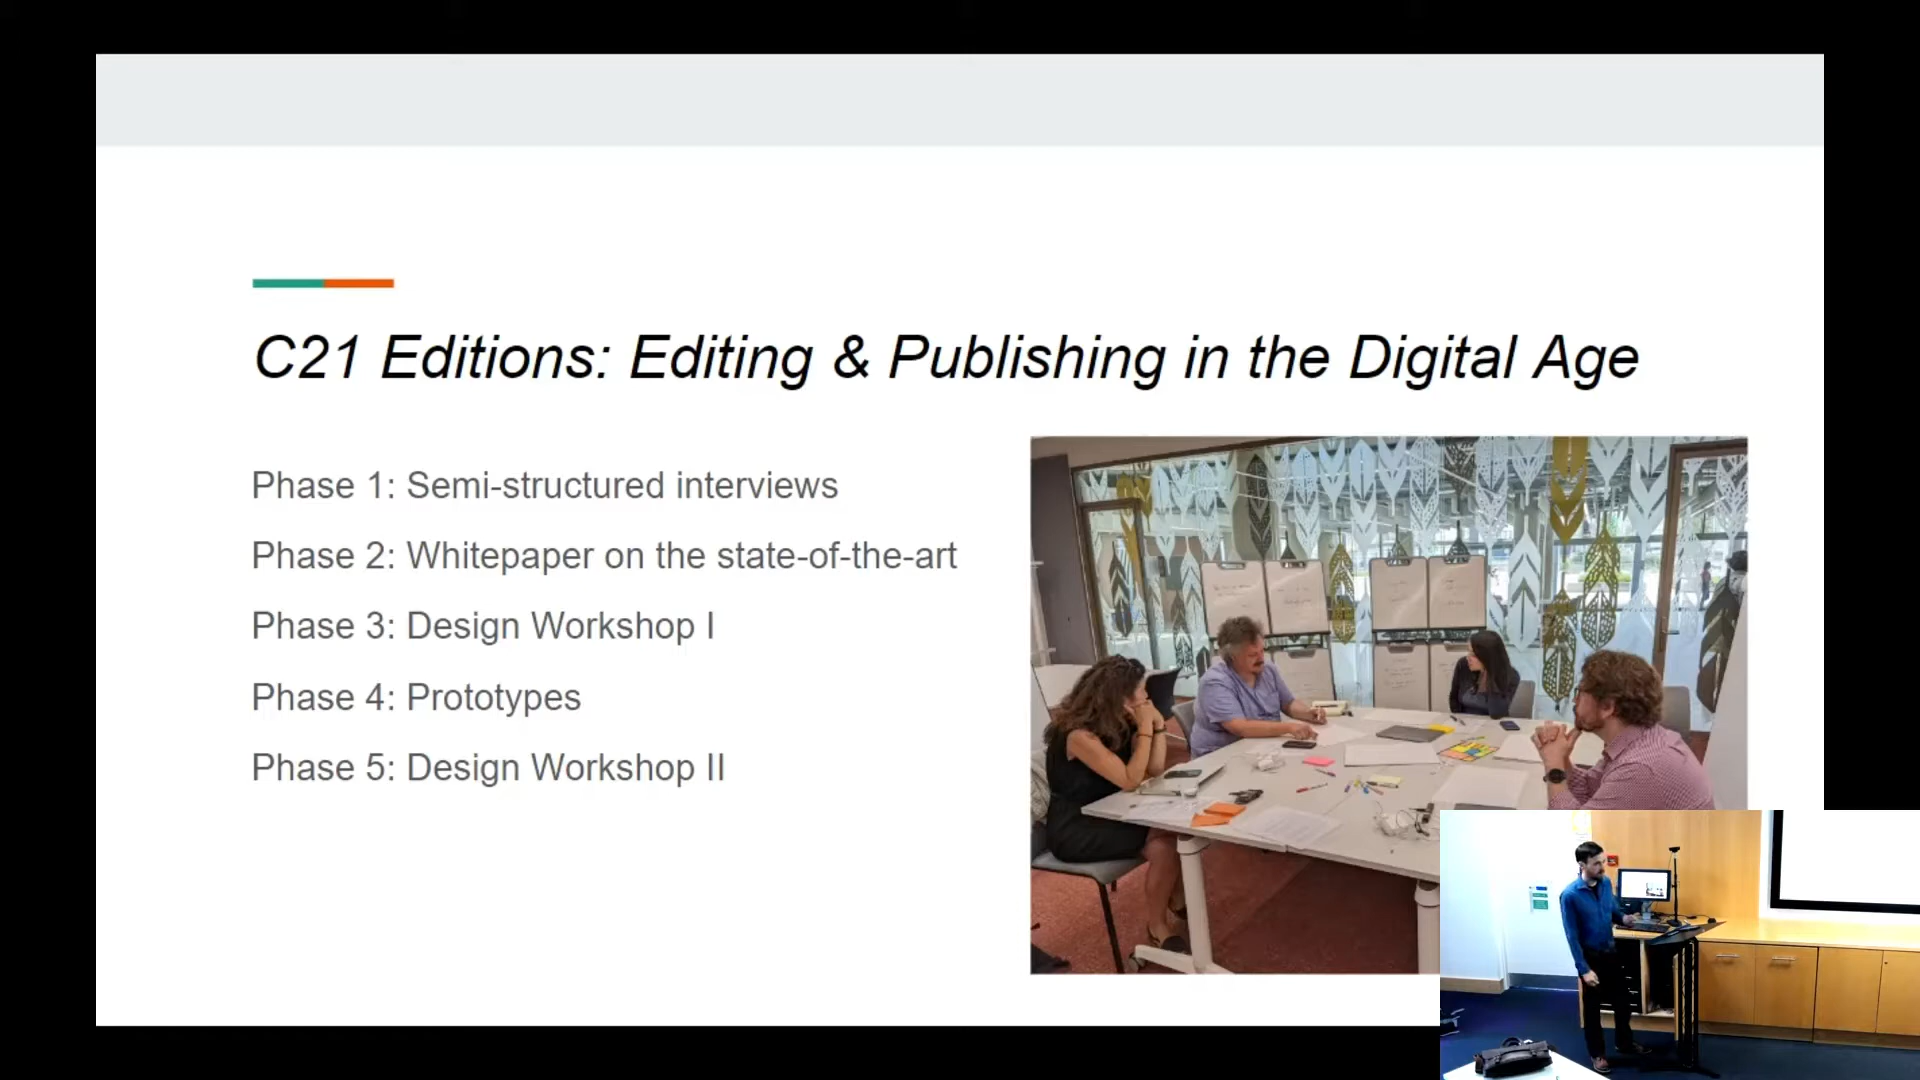 C21 Editions: Editing & Publishing in the Digital Age
Phase 1: Semi-structured interviews
Phase 2: Whitepaper on the state-of-the-art
Phase 3: Design Workshop I
Phase 4: Prototypes
Phase 5: Design Workshop II